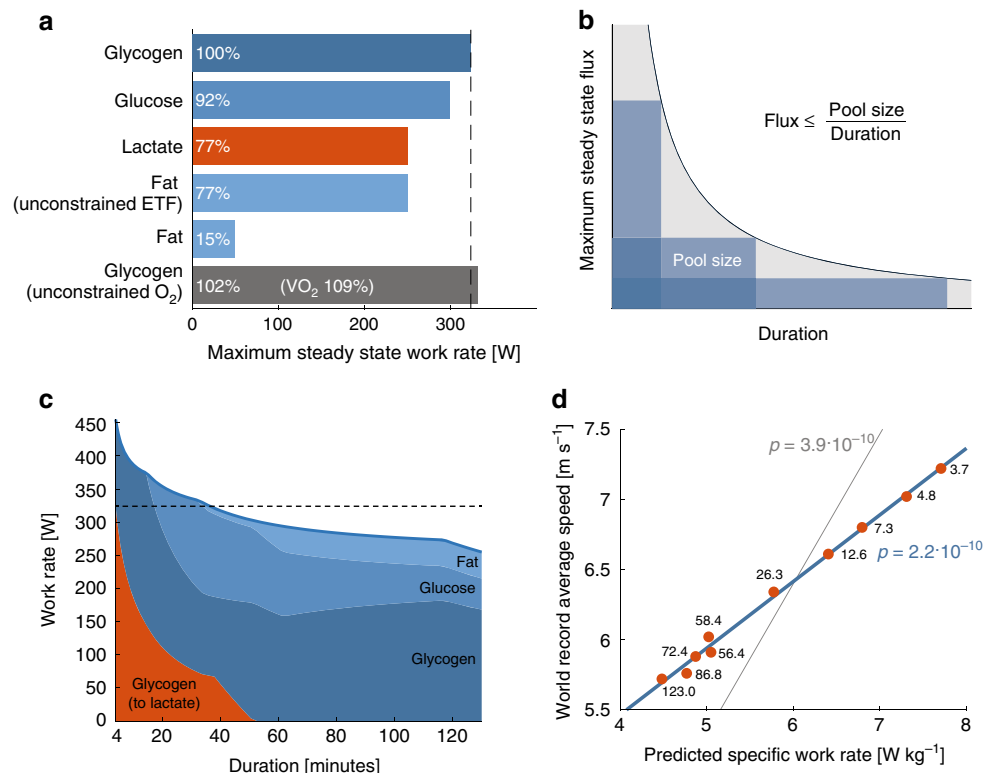 a
Glycogen
100%
Glucose
92%
Lactate
77%
Fat
(unconstrained ETF)
77%
Fat
15%
Glycogen
(unconstrained O2)
102%
(VO2 109%)
0
100
200
300
Maximum steady state work rate [W]
b
Maximum steady state flux
Flux ≤ Pool size
Duration
Pool size
Duration
c
Work rate [W]
450
400
350
300
250
200
150
100
50
0
Fat
Glucose
Glycogen
Glycogen
(to lactate)
4
20
40
60
80
100
120
Duration [minutes]
d
World record average speed [m s−1]
7.5
7
6.5
6
5.5
p = 3.9·10−10
3.7
4.8
7.3
12.6
p = 2.2·10−10
26.3
58.4
72.4
56.4
86.8
123.0
4
5
6
7
8
Predicted specific work rate [W kg−1]